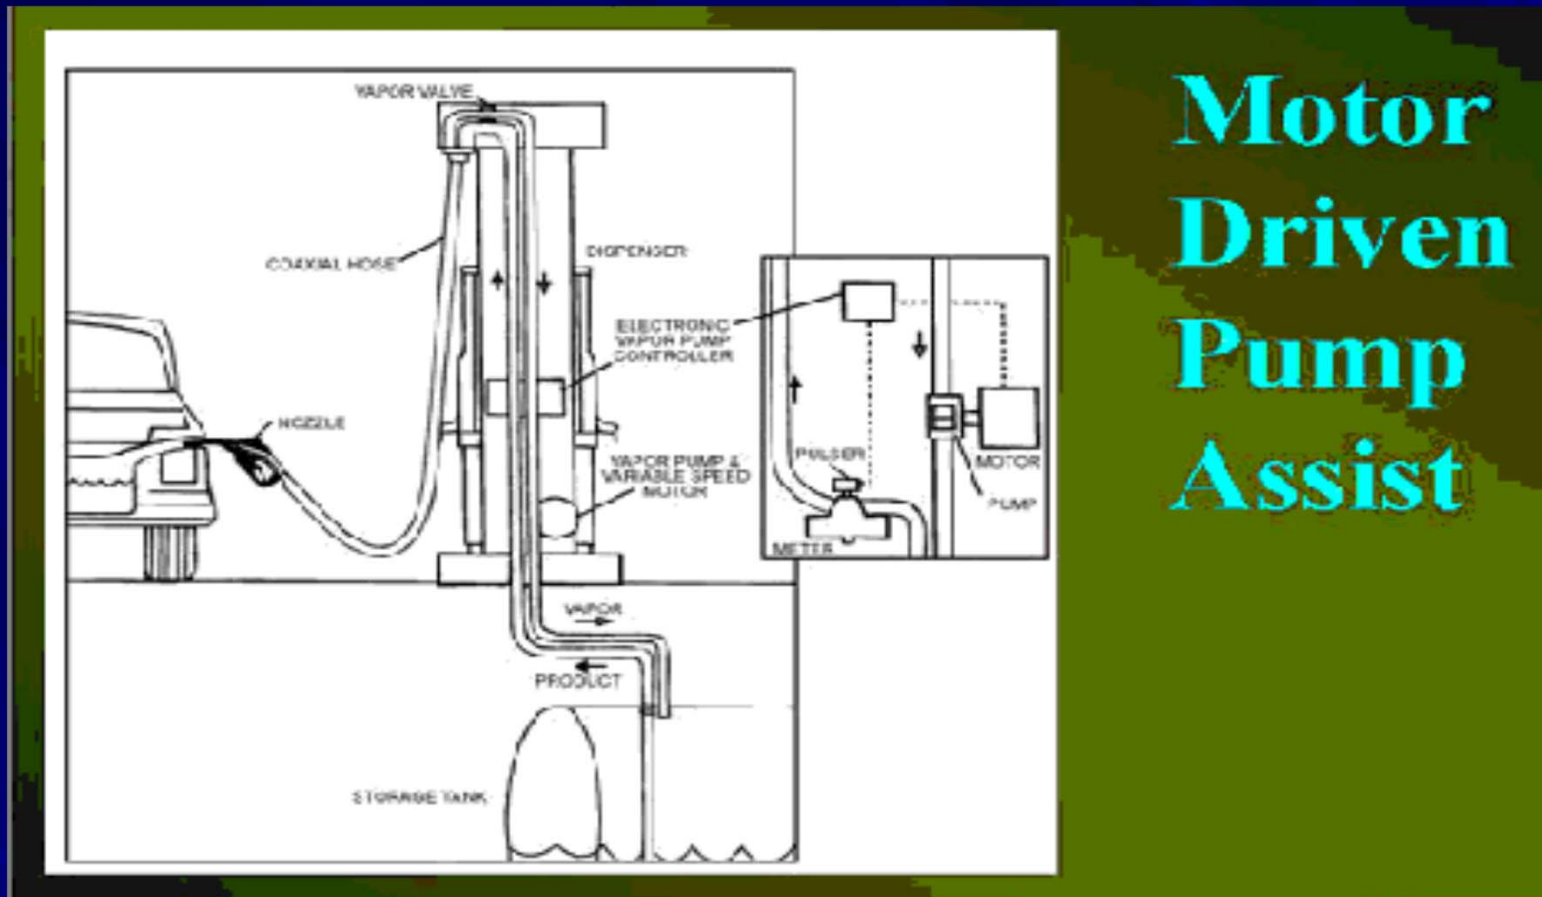 Motor
Driven
Pump
Assist
VAPOR VALVE
COAXIAL HOSE
DISPENSER
ELECTRONIC
VAPOR PUMP
CONTROLLER
NOZZLE
VAPOR PUMP &
VARIABLE SPEED
MOTOR
PULSER
MOTOR
PUMP
METER
VAPOR
PRODUCT
STORAGE TANK